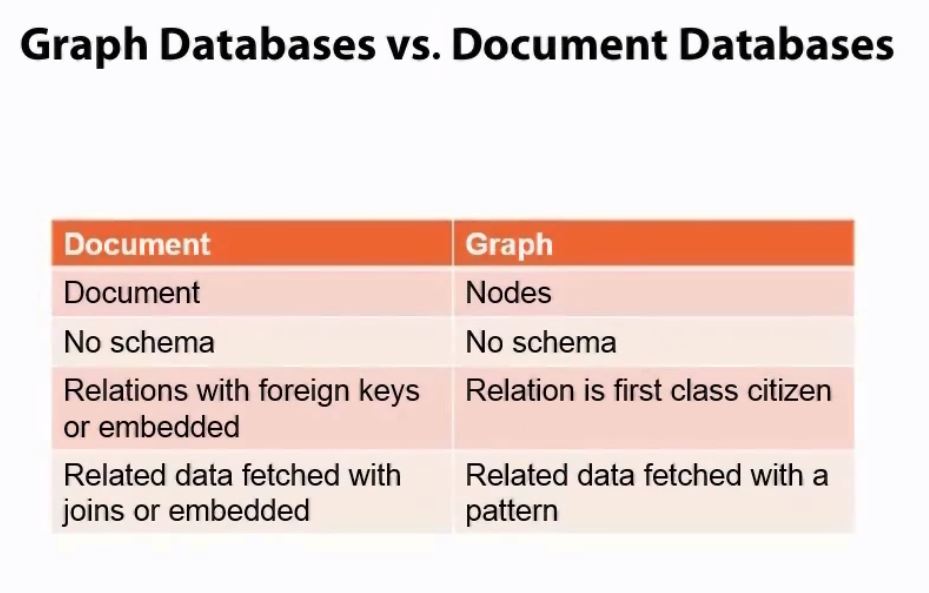 Graph Databases vs. Document Databases
Document
Graph
Document
Nodes
No schema
No schema
Relations with foreign keys
or embedded
Relation is first class citizen
Related data fetched with
joins or embedded
Related data fetched with a
pattern